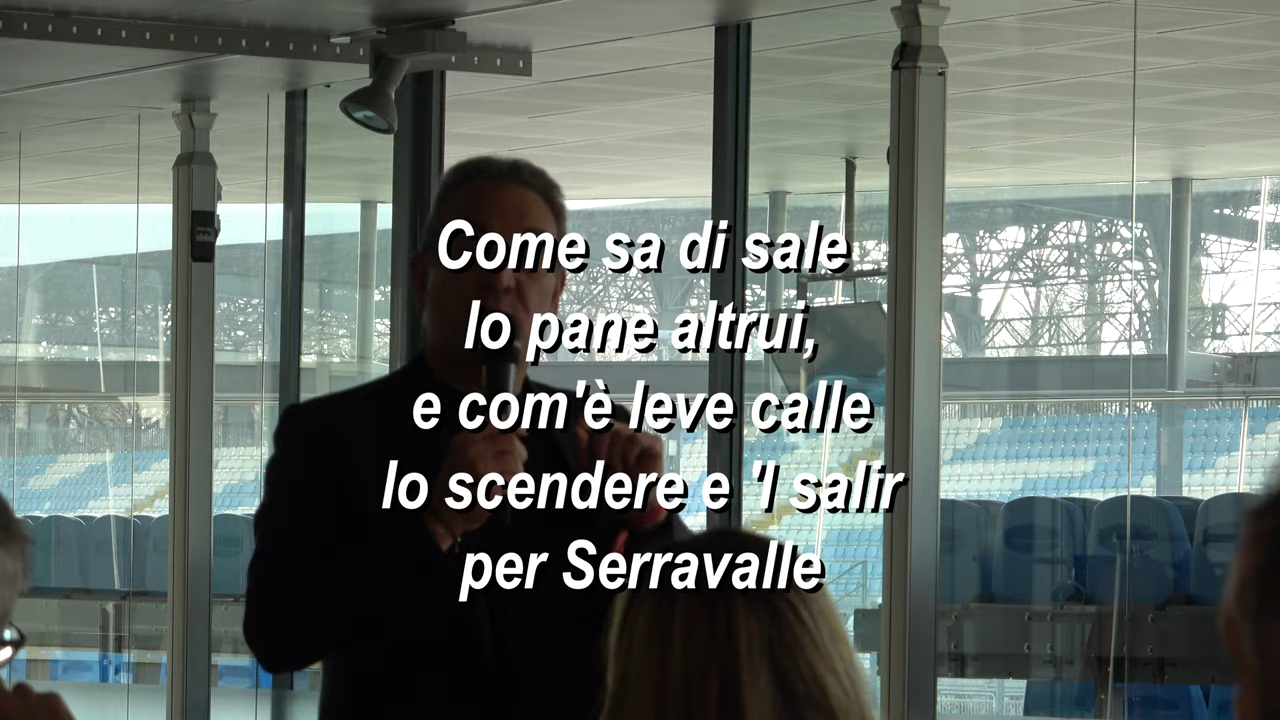 Come sa di sale
lo pane altrui,
e com'è leve calle
lo scendere e 'l salir
per Serravalle